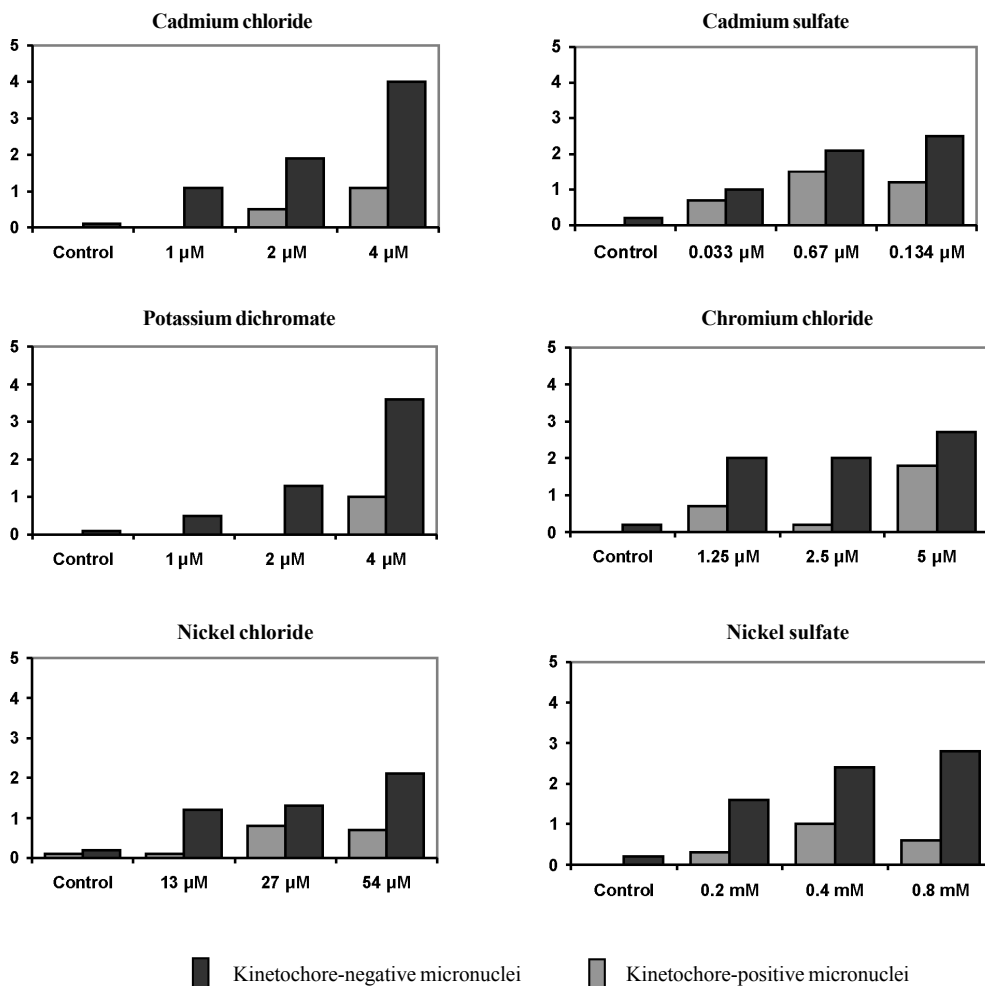 Cadmium chloride
5
4
3
2
1
0
Control 1 µM 2 µM 4 µM
Cadmium sulfate
5
4
3
2
1
0
Control 0.033 µM 0.67 µM 0.134 µM
Potassium dichromate
5
4
3
2
1
0
Control 1 µM 2 µM 4 µM
Chromium chloride
5
4
3
2
1
0
Control 1.25 µM 2.5 µM 5 µM
Nickel chloride
5
4
3
2
1
0
Control 13 µM 27 µM 54 µM
Nickel sulfate
5
4
3
2
1
0
Control 0.2 mM 0.4 mM 0.8 mM
Kinetochore-negative micronuclei Kinetochore-positive micronuclei